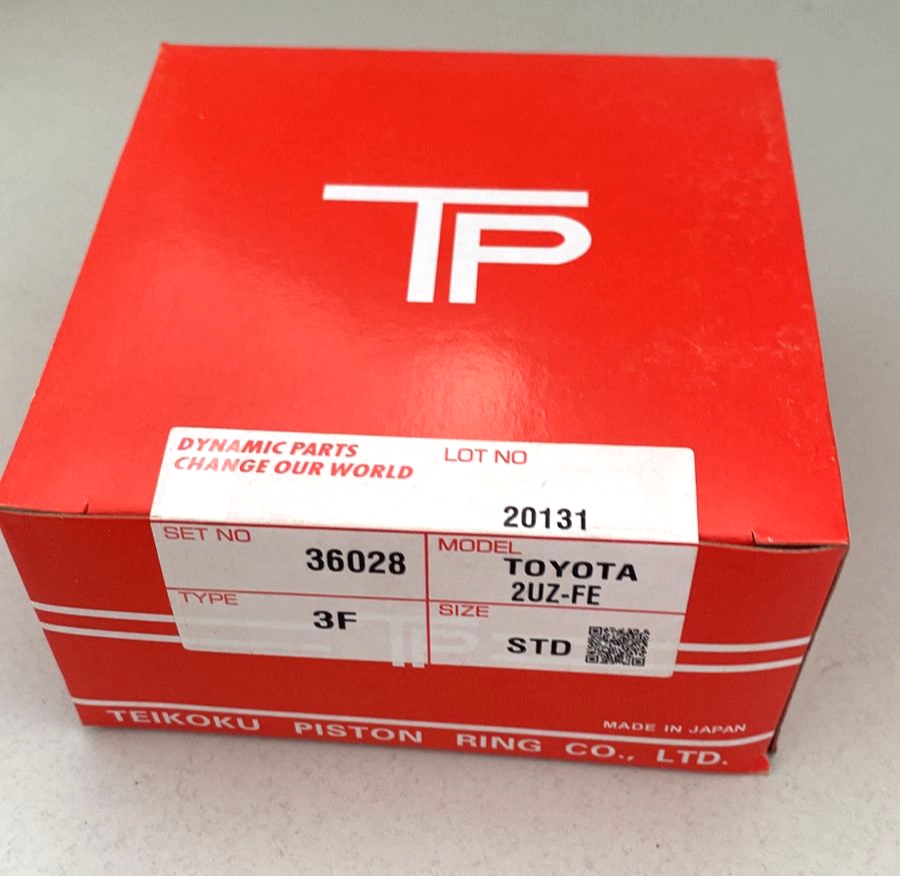 TP
DYNAMIC PARTS
CHANGE OUR WORLD
LOT NO
20131
SET NO
36028
MODEL
TOYOTA
2UZ-FE
TYPE
3F
SIZE
STD
TP
MADE IN JAPAN
TEIKOKU PISTON RING CO., LTD.